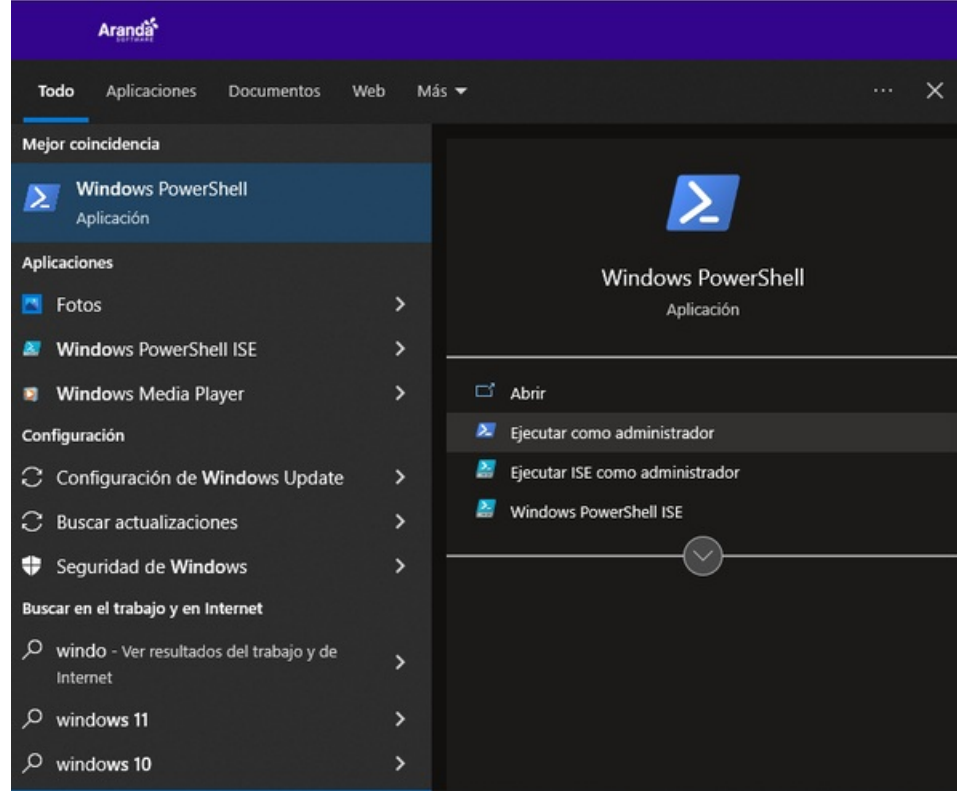 Aranda
SOFTWARE
Todo Aplicaciones Documentos Web Más
Mejor coincidencia
Windows PowerShell
Aplicación
Aplicaciones
Fotos
Windows PowerShell ISE
Windows Media Player
Configuración
Configuración de Windows Update
Buscar actualizaciones
Seguridad de Windows
Buscar en el trabajo y en Internet
windo - Ver resultados del trabajo y de
Internet
windows 11
windows 10
Windows PowerShell
Aplicación
Abrir
Ejecutar como administrador
Ejecutar ISE como administrador
Windows PowerShell ISE